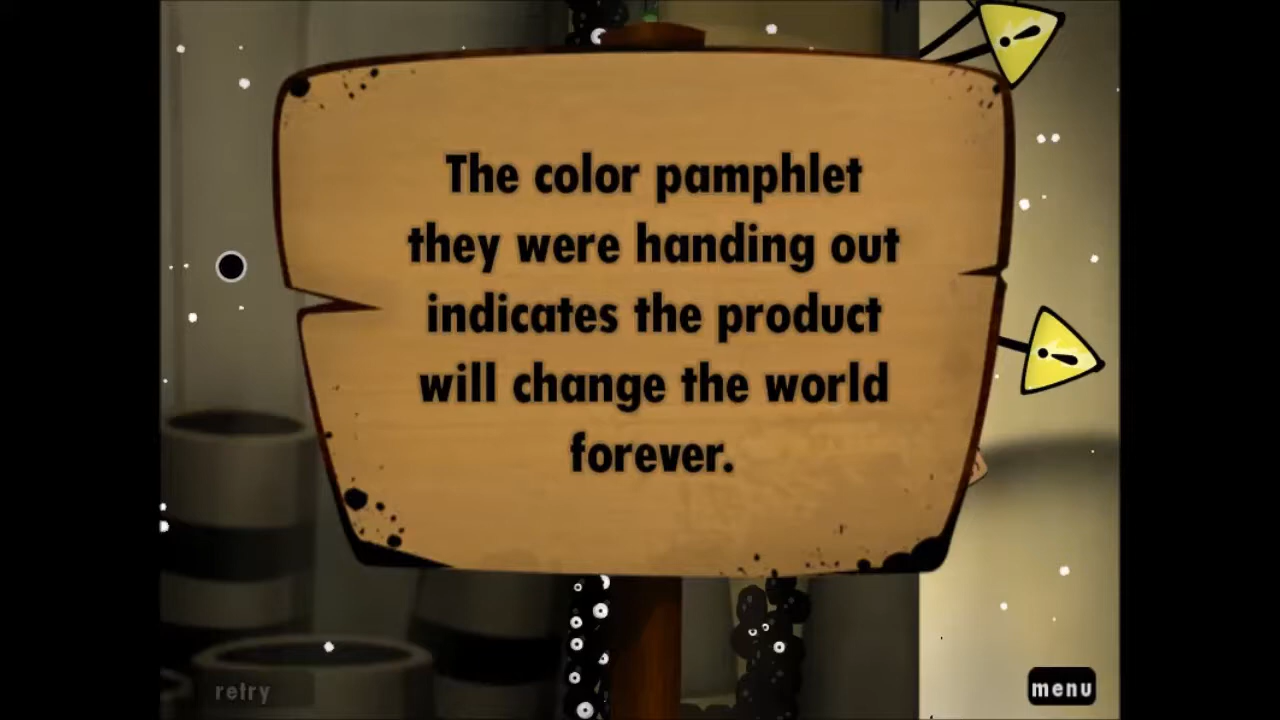 The color pamphlet
they were handing out
indicates the product
will change the world
forever.
retry
menu